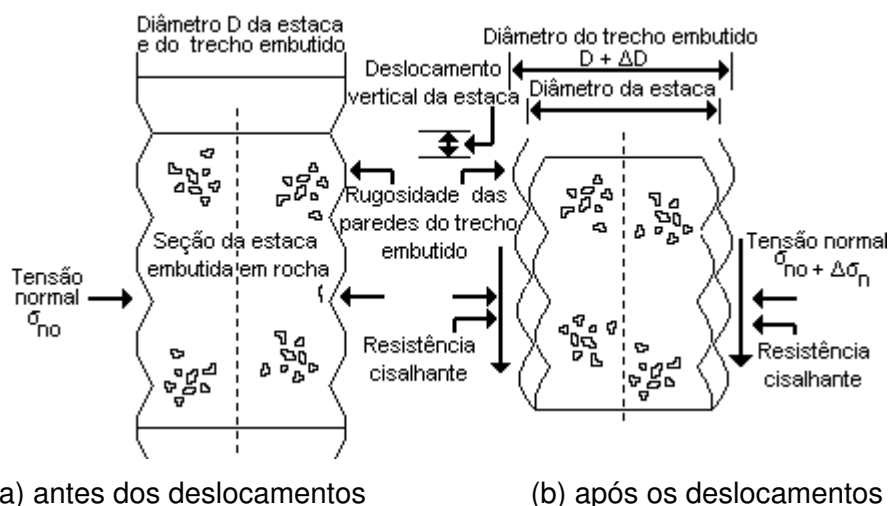 Diâmetro D da estaca
e do trecho embutido
Deslocamento
vertical da estaca
Diâmetro do trecho embutido
D + ΔD
Diâmetro da estaca
Rugosidade das
paredes do trecho
embutido
Seção da estaca
embutida em rocha
Tensão
normal
σno
Resistência
cisalhante
Tensão normal
σno + Δσn
Resistência
cisalhante
a) antes dos deslocamentos
(b) após os deslocamentos